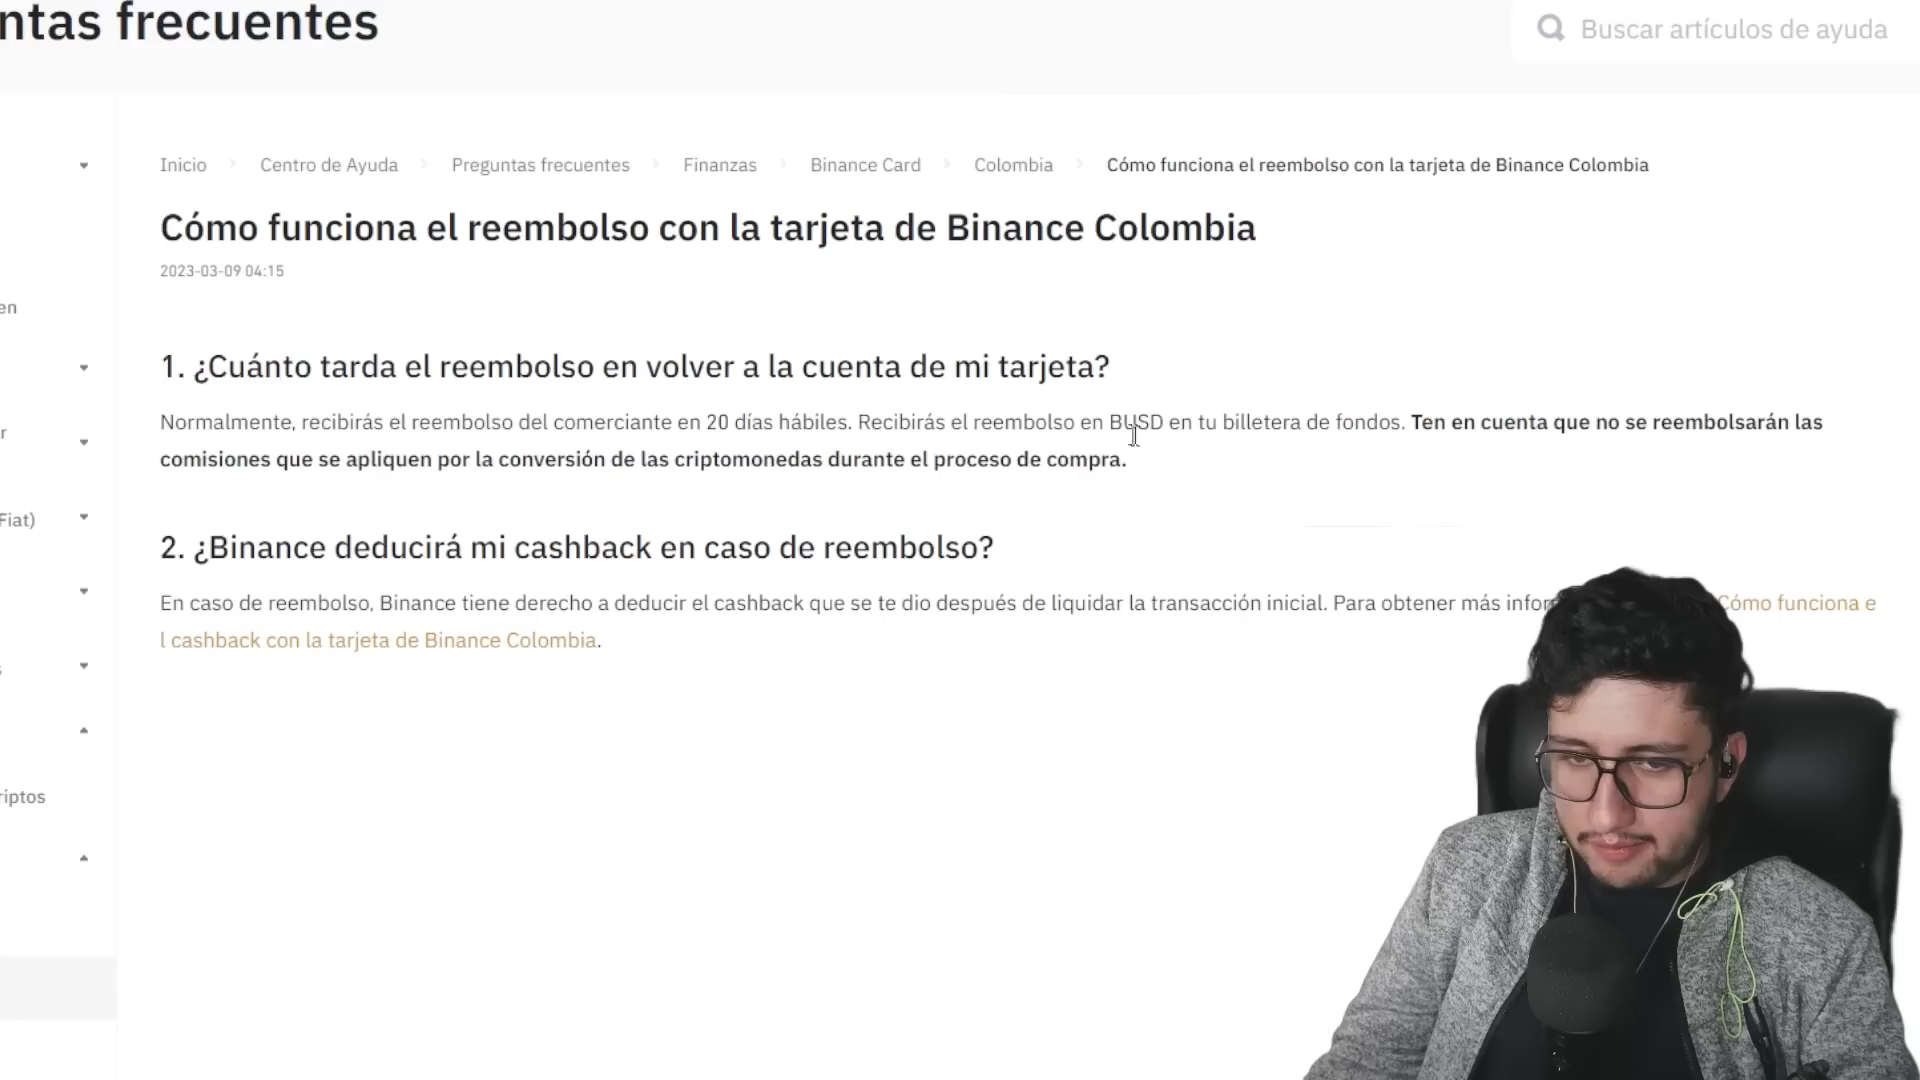 ntas frecuentes
Buscar artículos de ayuda
Inicio Centro de Ayuda Preguntas frecuentes Finanzas Binance Card Colombia Cómo funciona el reembolso con la tarjeta de Binance Colombia
Cómo funciona el reembolso con la tarjeta de Binance Colombia
2023-03-09 04:15
en
1. ¿Cuánto tarda el reembolso en volver a la cuenta de mi tarjeta?
Normalmente, recibirás el reembolso del comerciante en 20 días hábiles. Recibirás el reembolso en BUSD en tu billetera de fondos. Ten en cuenta que no se reembolsarán las
r
comisiones que se apliquen por la conversión de las criptomonedas durante el proceso de compra.
Fiat)
2. ¿Binance deducirá mi cashback en caso de reembolso?
En caso de reembolso, Binance tiene derecho a deducir el cashback que se te dio después de liquidar la transacción inicial. Para obtener más infor Cómo funciona e
l cashback con la tarjeta de Binance Colombia.
s
riptos